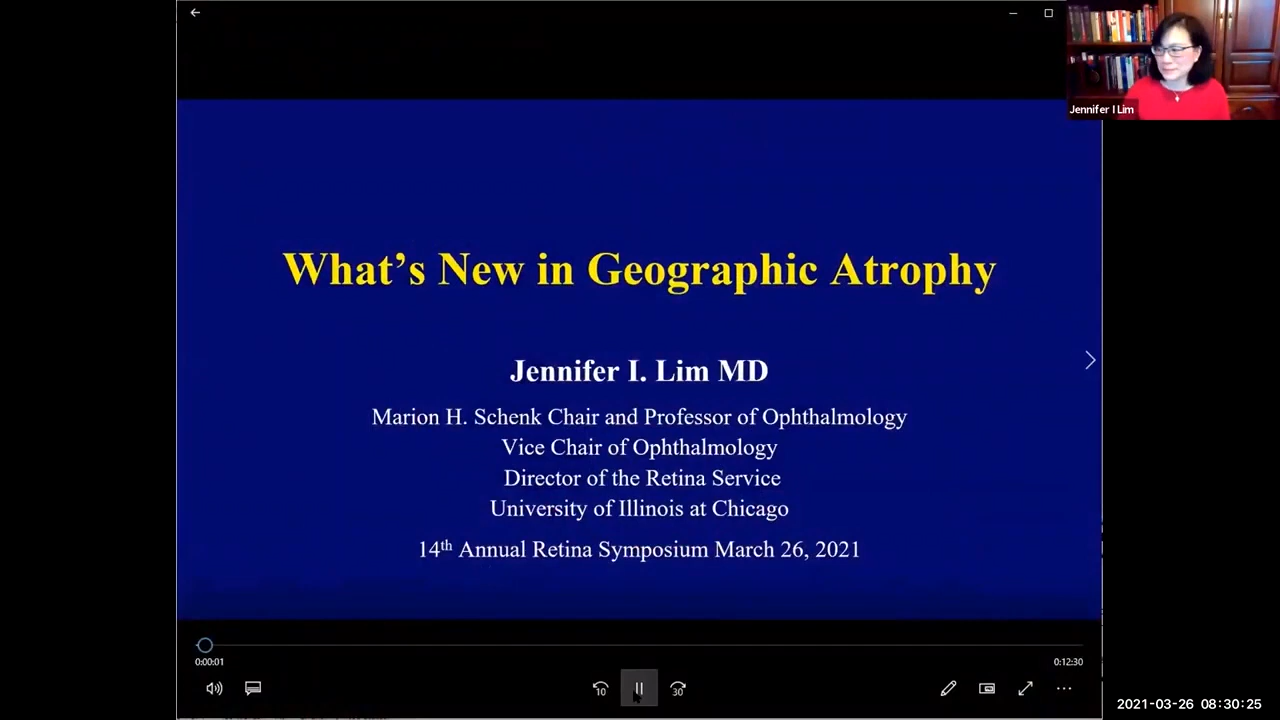 Jennifer I Lim
What's New in Geographic Atrophy
Jennifer I. Lim MD
Marion H. Schenk Chair and Professor of Ophthalmology
Vice Chair of Ophthalmology
Director of the Retina Service
University of Illinois at Chicago
14th Annual Retina Symposium March 26, 2021
0:00:01
0:12:30
10
30
2021-03-26 08:30:25